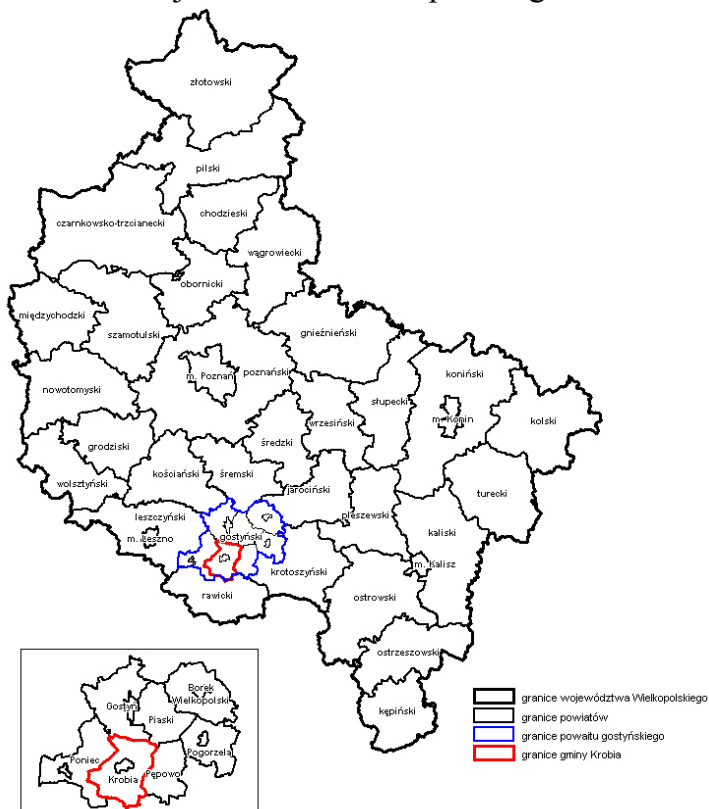 złotowski
pilski
chodzieski
czarnkowsko-trzcianecki
wągrowiecki
obornicki
międzychodzki
szamotulski
gnieźnieński
m. Poznań
poznański
koniński
nowotomyski
słupecki
m. Konin
kolski
wrzesiński
grodziski
średzki
wolsztyński
kościański
śremski
jarociński
turecki
leszczyński
pleszewski
kaliski
m. Leszno
gostyński
m. Kalisz
krotoszyński
rawicki
ostrowski
ostrzeszowski
kępiński
Borek
Wielkopolski
Gostyń
Piaski
Pogorzela
Poniec
Krobia
Pępowo
granice województwa Wielkopolskiego
granice powiatów
granice powaitu gostyńskiego
granice gminy Krobia